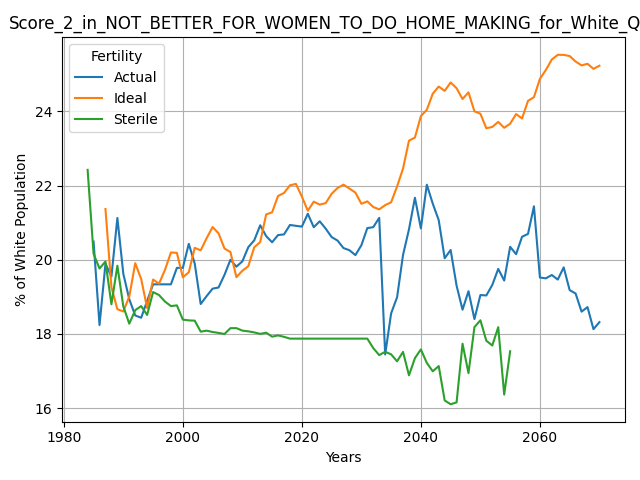 Score_2_in_NOT_BETTER_FOR_WOMEN_TO_DO_HOME_MAKING_for_White_Q
Fertility
Actual
Ideal
Sterile
% of White Population
24
22
20
18
16
1980
2000
2020
2040
2060
Years